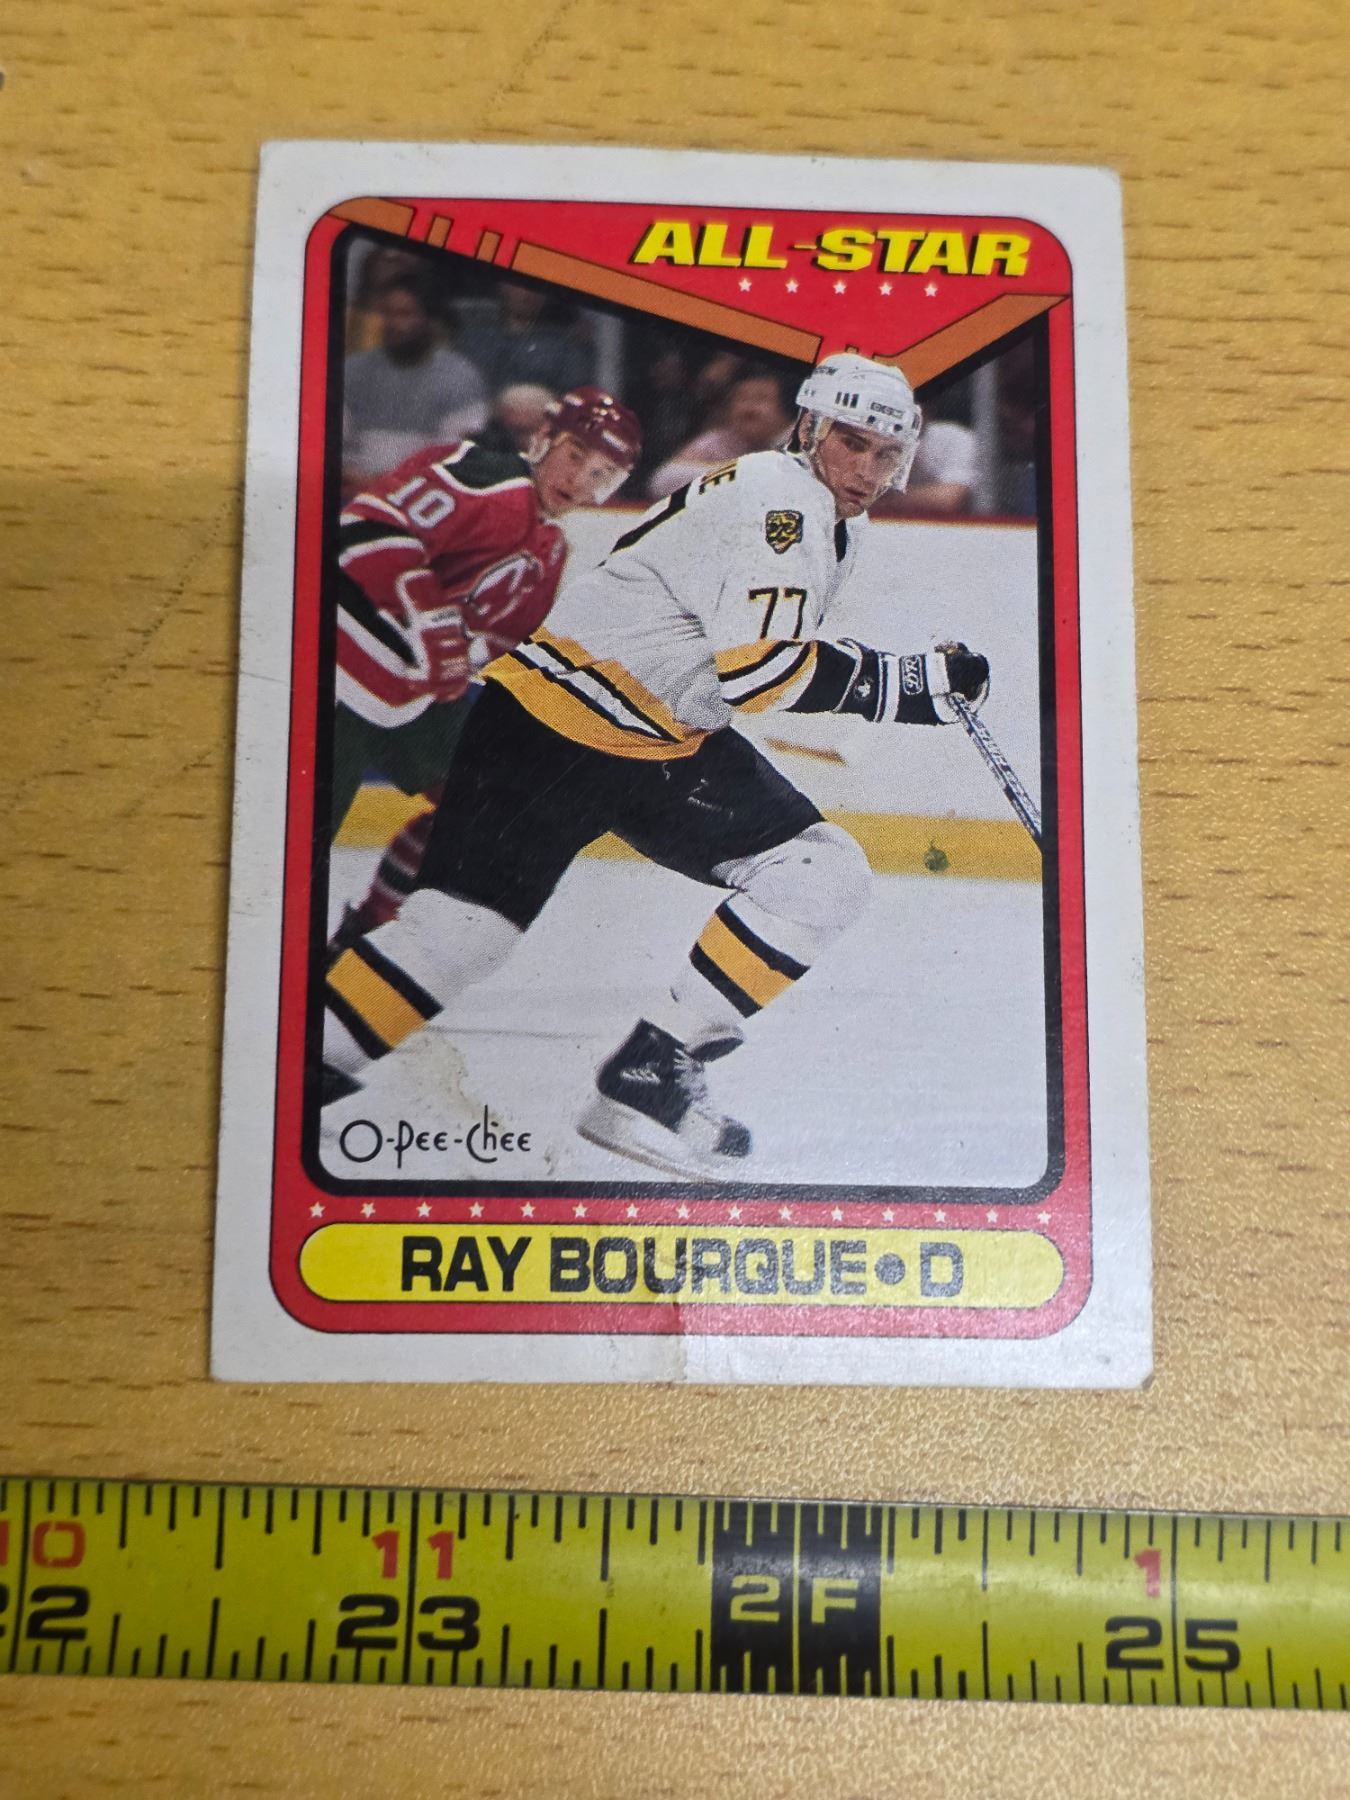 ALL-STAR
10
77
O-Pee-Chee
RAY BOURQUE • D
10 11 1
22 23 2F 25